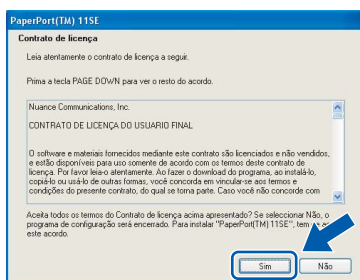 PaperPort(TM) 11SE
Contrato de licença
Leia atentamente o contrato de licença a seguir.
Prima a tecla PAGE DOWN para ver o resto do acordo.
Nuance Communications, Inc.
CONTRATO DE LICENÇA DO USUARIO FINAL
O software e materiais fornecidos mediante este contrato são licenciados e não vendidos,
e estão disponíveis para uso somente de acordo com os termos deste contrato de
licença. Por favor leia-o atentamente. Ao fazer o download do programa, ao instalá-lo,
copiá-lo ou usá-lo de outras formas, você concorda em vincular-se aos termos e
condições do presente contrato, do qual se torna parte. Caso você não concorde com
Aceita todos os termos do Contrato de licença acima apresentado? Se seleccionar Não, o
programa de configuração será encerrado. Para instalar "PaperPort(TM) 11SE", tem
este acordo.
Sim
Não